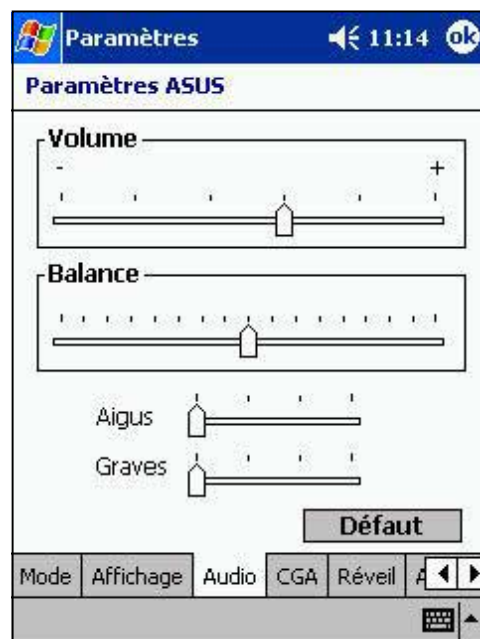 Paramètres 11:14 ok
Paramètres ASUS
Volume
- +
Balance
Aigus
Graves
Défaut
Mode Affichage Audio CGA Réveil